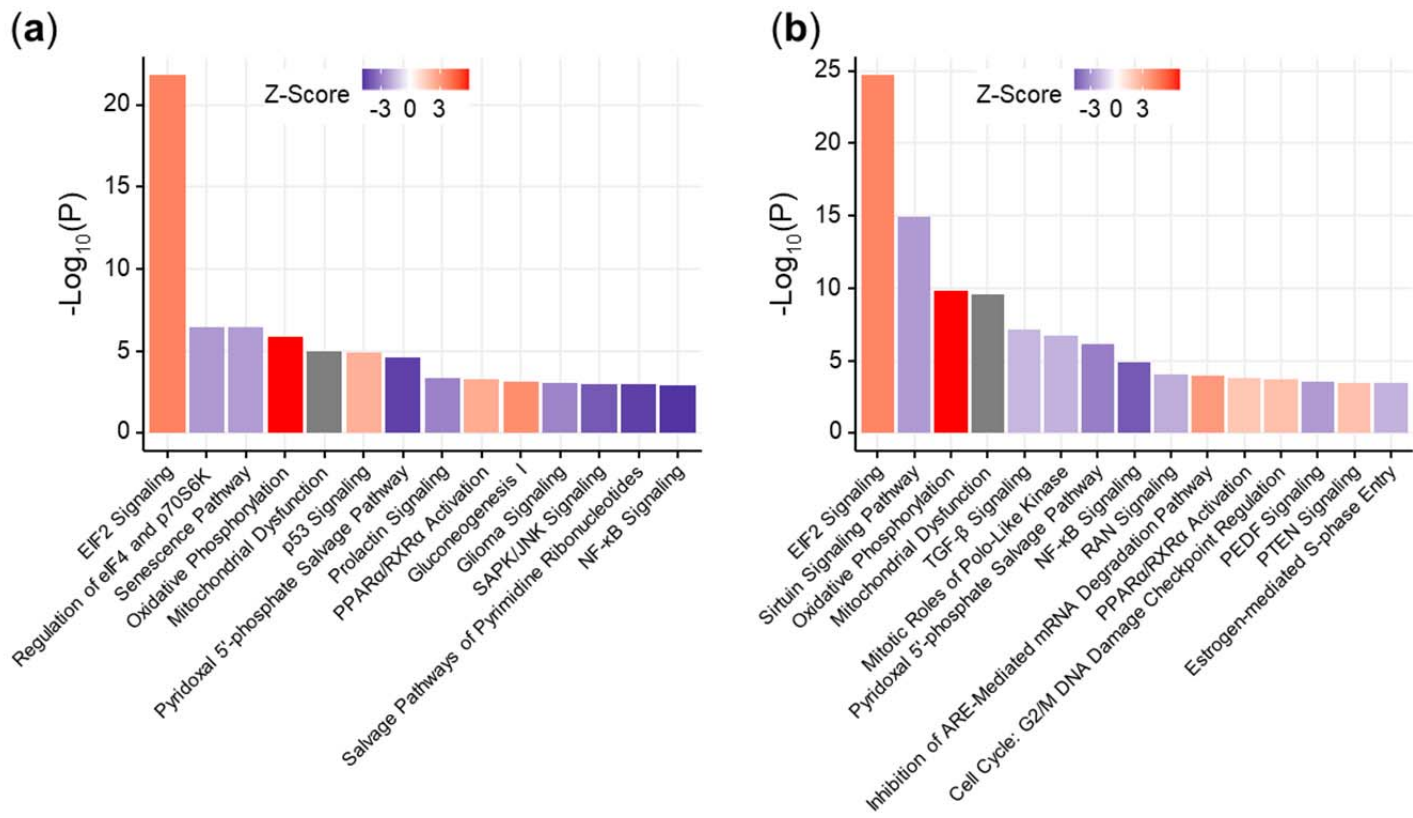 (a)
-Log10(P)
20
15
10
5
0
Z-Score
-3 0 3
EIF2 Signaling
Regulation of eIF4 and p70S6K
Senescence Pathway
Oxidative Phosphorylation
Mitochondrial Dysfunction
p53 Signaling
Pyridoxal 5'-phosphate Salvage Pathway
Prolactin Signaling
PPARα/RXRα Activation
Gluconeogenesis I
Glioma Signaling
SAPK/JNK Signaling
Salvage Pathways of Pyrimidine Ribonucleotides
NF-κB Signaling
(b)
-Log10(P)
25
20
15
10
5
0
Z-Score
-3 0 3
EIF2 Signaling
Sirtuin Signaling Pathway
Oxidative Phosphorylation
Mitochondrial Dysfunction
TGF-β Signaling
Mitotic Roles of Polo-Like Kinase
Pyridoxal 5'-phosphate Salvage Pathway
NF-κB Signaling
RAN Signaling
Inhibition of ARE-Mediated mRNA Degradation Pathway
PPARα/RXRα Activation
Cell Cycle: G2/M DNA Damage Checkpoint Regulation
PEDF Signaling
PTEN Signaling
Estrogen-mediated S-phase Entry